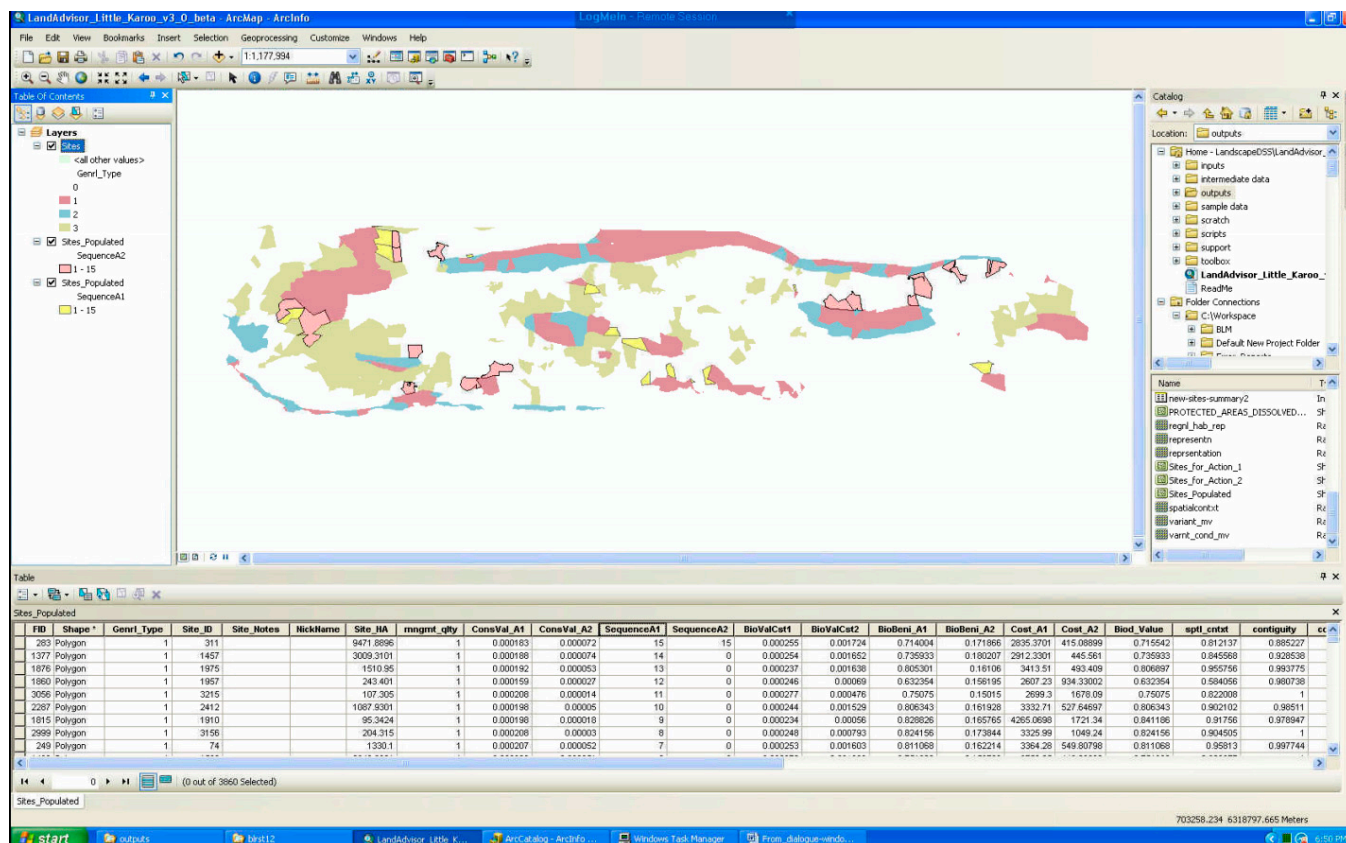 LandAdvisor_Little_Karoo_v3_0_beta - ArcMap - ArcInfo
LogMeIn - Remote Session
File Edit View Bookmarks Insert Selection Geoprocessing Customize Windows Help
1:1,177,994
Table Of Contents
Layers
Sites
<all other values>
Genrl_Type
0
1
2
3
Sites_Populated
SequenceA2
1 - 15
Sites_Populated
SequenceA1
1 - 15
Catalog
Location: outputs
Home - LandscapeDSS\LandAdvisor_
inputs
intermediate data
outputs
sample data
scratch
scripts
support
toolbox
LandAdvisor_Little_Karoo_
ReadMe
Folder Connections
C:\Workspace
BLM
Default New Project Folder
Name
new-sites-summary2 In
PROTECTED_AREAS_DISSOLVED... Sh
regnl_hab_rep Ra
representn Ra
reprsentation Ra
Sites_for_Action_1 Sh
Sites_for_Action_2 Sh
Sites_Populated Sh
spatialcontxt Ra
variant_mv Ra
varnt_cond_mv Ra
Table
Sites_Populated
FID Shape * Genrl_Type Site_ID Site_Notes NickName Site_HA mngmt_qlty ConsVal_A1 ConsVal_A2 SequenceA1 SequenceA2 BioValCst1 BioValCst2 BioBeni_A1 BioBeni_A2 Cost_A1 Cost_A2 Biod_Value sptl_cntxt contiguity
283 Polygon 1 311 9471.8896 1 0.000183 0.000072 15 15 0.000255 0.001724 0.714004 0.171866 2835.3701 415.08899 0.715542 0.812137 0.885227
1377 Polygon 1 1457 3009.3101 1 0.000188 0.000074 14 0 0.000254 0.001652 0.735933 0.180207 2912.3301 445.561 0.735933 0.845568 0.928538
1876 Polygon 1 1975 1510.95 1 0.000192 0.000053 13 0 0.000237 0.001638 0.805301 0.16106 3413.51 493.409 0.806897 0.955756 0.993775
1860 Polygon 1 1957 243.401 1 0.000159 0.000027 12 0 0.000246 0.00069 0.632354 0.156195 2607.23 934.33002 0.632354 0.584056 0.980738
3056 Polygon 1 3215 107.305 1 0.000208 0.000014 11 0 0.000277 0.000476 0.75075 0.15015 2699.3 1678.09 0.75075 0.822008 1
2287 Polygon 1 2412 1087.9301 1 0.000198 0.00005 10 0 0.000244 0.001529 0.806343 0.161928 3332.71 527.64697 0.806343 0.902102 0.98511
1815 Polygon 1 1910 95.3424 1 0.000198 0.000018 9 0 0.000234 0.00056 0.828826 0.165765 4265.0698 1721.34 0.841186 0.91756 0.978947
2999 Polygon 1 3156 204.315 1 0.000208 0.00003 8 0 0.000248 0.000793 0.824156 0.173844 3325.99 1049.24 0.824156 0.904505 1
249 Polygon 1 74 1330.1 1 0.000207 0.000052 7 0 0.000253 0.001603 0.811068 0.162214 3364.28 549.80798 0.811068 0.95813 0.997744
0 (0 out of 3860 Selected)
Sites_Populated
703258.234 6318797.665 Meters
start outputs blrst12 LandAdvisor_Little_K... ArcCatalog - ArcInfo ... Windows Task Manager From_dialogue-windo... 6:50 PM